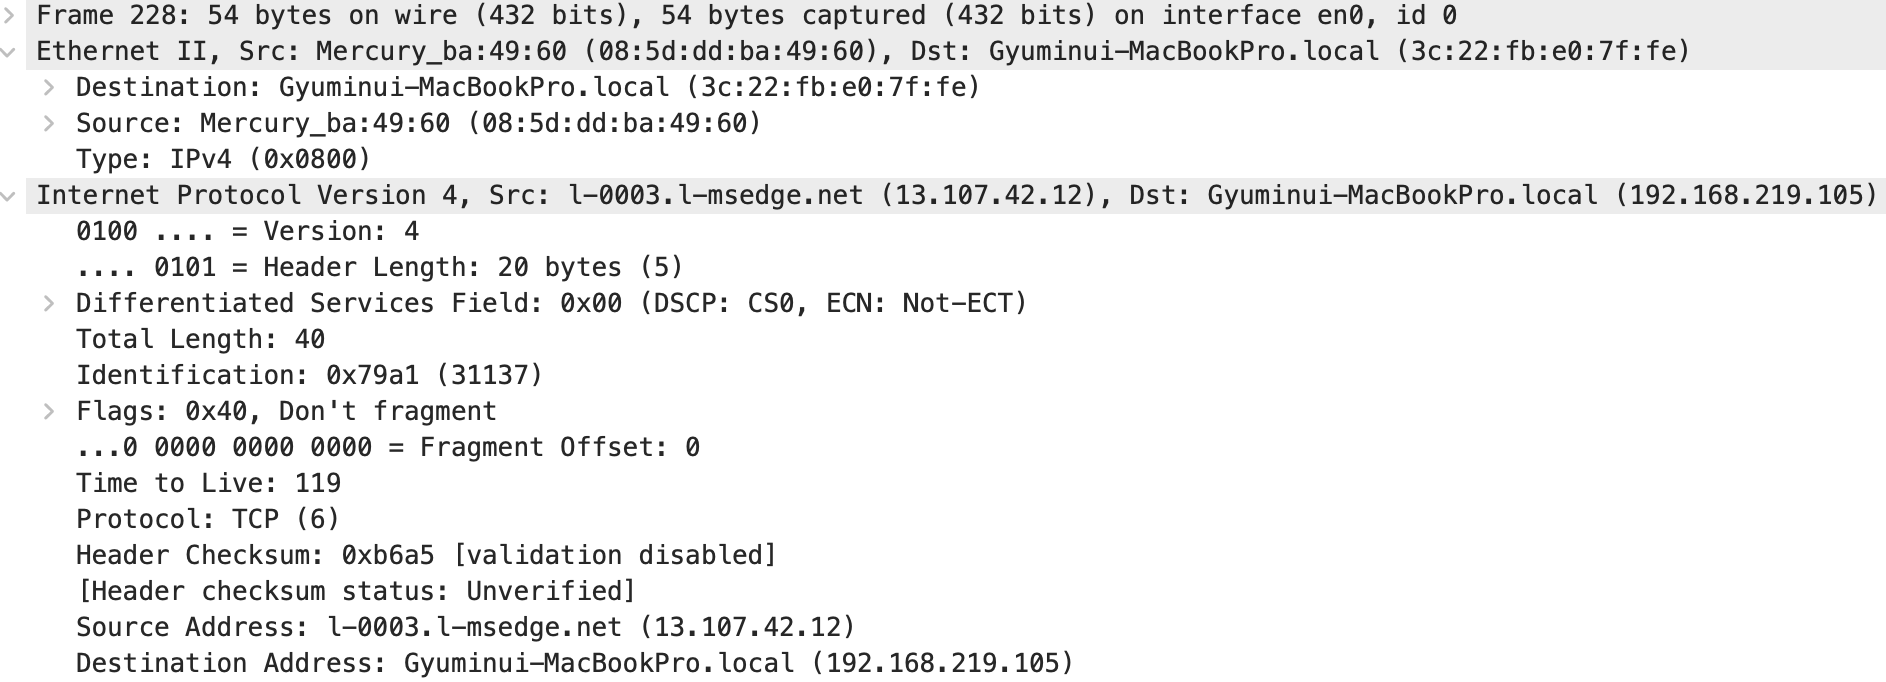 Frame 228: 54 bytes on wire (432 bits), 54 bytes captured (432 bits) on interface en0, id 0
Ethernet II, Src: Mercury_ba:49:60 (08:5d:dd:ba:49:60), Dst: Gyuminui-MacBookPro.local (3c:22:fb:e0:7f:fe)
Destination: Gyuminui-MacBookPro.local (3c:22:fb:e0:7f:fe)
Source: Mercury_ba:49:60 (08:5d:dd:ba:49:60)
Type: IPv4 (0x0800)
Internet Protocol Version 4, Src: l-0003.l-msedge.net (13.107.42.12), Dst: Gyuminui-MacBookPro.local (192.168.219.105)
0100 .... = Version: 4
.... 0101 = Header Length: 20 bytes (5)
Differentiated Services Field: 0x00 (DSCP: CS0, ECN: Not-ECT)
Total Length: 40
Identification: 0x79a1 (31137)
Flags: 0x40, Don't fragment
...0 0000 0000 0000 = Fragment Offset: 0
Time to Live: 119
Protocol: TCP (6)
Header Checksum: 0xb6a5 [validation disabled]
[Header checksum status: Unverified]
Source Address: l-0003.l-msedge.net (13.107.42.12)
Destination Address: Gyuminui-MacBookPro.local (192.168.219.105)